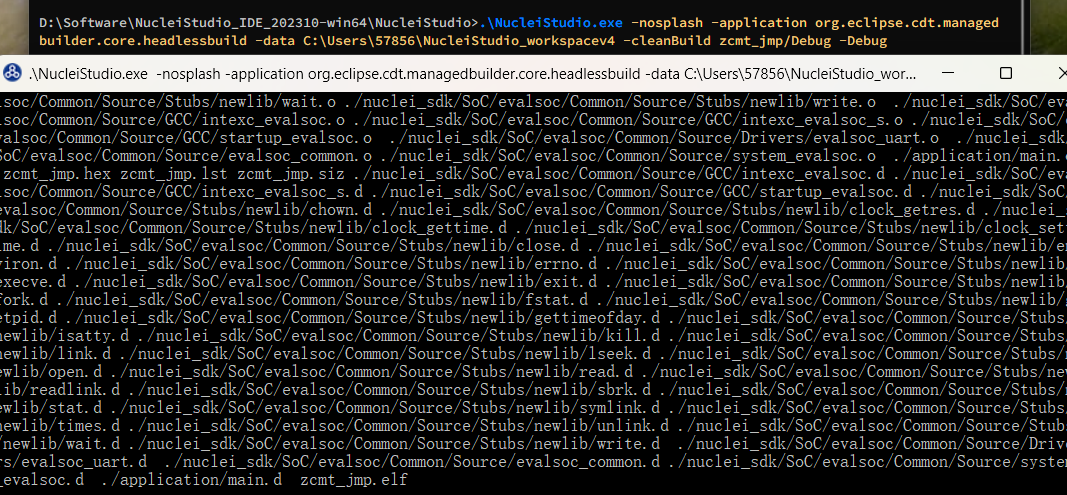 D:\Software\NucleiStudio_IDE_202310-win64\NucleiStudio>.\NucleiStudio.exe -nosplash -application org.eclipse.cdt.managed
builder.core.headlessbuild -data C:\Users\57856\NucleiStudio_workspacev4 -cleanBuild zcmt_jmp/Debug -Debug
.\NucleiStudio.exe -nosplash -application org.eclipse.cdt.managedbuilder.core.headlessbuild -data C:\Users\57856\NucleiStudio_wor...
SoC/evalsoc/Common/Source/Stubs/newlib/wait.o ./nuclei_sdk/SoC/evalsoc/Common/Source/Stubs/newlib/write.o ./nuclei_sdk/SoC/eva
lsoc/Common/Source/GCC/intexc_evalsoc.o ./nuclei_sdk/SoC/evalsoc/Common/Source/GCC/intexc_evalsoc_s.o ./nuclei_sdk/SoC/e
valsoc/Common/Source/GCC/startup_evalsoc.o ./nuclei_sdk/SoC/evalsoc/Common/Source/Drivers/evalsoc_uart.o ./nuclei_sdk/
SoC/evalsoc/Common/Source/evalsoc_common.o ./nuclei_sdk/SoC/evalsoc/Common/Source/system_evalsoc.o ./application/main.o
zcmt_jmp.hex zcmt_jmp.lst zcmt_jmp.siz ./nuclei_sdk/SoC/evalsoc/Common/Source/GCC/intexc_evalsoc.d ./nuclei_sdk/SoC/eva
lsoc/Common/Source/GCC/intexc_evalsoc_s.d ./nuclei_sdk/SoC/evalsoc/Common/Source/GCC/startup_evalsoc.d ./nuclei_sdk/SoC/
evalsoc/Common/Source/Stubs/newlib/chown.d ./nuclei_sdk/SoC/evalsoc/Common/Source/Stubs/newlib/clock_getres.d ./nuclei_s
dk/SoC/evalsoc/Common/Source/Stubs/newlib/clock_gettime.d ./nuclei_sdk/SoC/evalsoc/Common/Source/Stubs/newlib/clock_sett
ime.d ./nuclei_sdk/SoC/evalsoc/Common/Source/Stubs/newlib/close.d ./nuclei_sdk/SoC/evalsoc/Common/Source/Stubs/newlib/en
viron.d ./nuclei_sdk/SoC/evalsoc/Common/Source/Stubs/newlib/errno.d ./nuclei_sdk/SoC/evalsoc/Common/Source/Stubs/newlib/
execve.d ./nuclei_sdk/SoC/evalsoc/Common/Source/Stubs/newlib/exit.d ./nuclei_sdk/SoC/evalsoc/Common/Source/Stubs/newlib/
fork.d ./nuclei_sdk/SoC/evalsoc/Common/Source/Stubs/newlib/fstat.d ./nuclei_sdk/SoC/evalsoc/Common/Source/Stubs/newlib/g
etpid.d ./nuclei_sdk/SoC/evalsoc/Common/Source/Stubs/newlib/gettimeofday.d ./nuclei_sdk/SoC/evalsoc/Common/Source/Stubs/
newlib/isatty.d ./nuclei_sdk/SoC/evalsoc/Common/Source/Stubs/newlib/kill.d ./nuclei_sdk/SoC/evalsoc/Common/Source/Stubs/
newlib/link.d ./nuclei_sdk/SoC/evalsoc/Common/Source/Stubs/newlib/lseek.d ./nuclei_sdk/SoC/evalsoc/Common/Source/Stubs/n
ewlib/open.d ./nuclei_sdk/SoC/evalsoc/Common/Source/Stubs/newlib/read.d ./nuclei_sdk/SoC/evalsoc/Common/Source/Stubs/new
lib/readlink.d ./nuclei_sdk/SoC/evalsoc/Common/Source/Stubs/newlib/sbrk.d ./nuclei_sdk/SoC/evalsoc/Common/Source/Stubs/n
ewlib/stat.d ./nuclei_sdk/SoC/evalsoc/Common/Source/Stubs/newlib/symlink.d ./nuclei_sdk/SoC/evalsoc/Common/Source/Stubs/
newlib/times.d ./nuclei_sdk/SoC/evalsoc/Common/Source/Stubs/newlib/unlink.d ./nuclei_sdk/SoC/evalsoc/Common/Source/Stubs
/newlib/wait.d ./nuclei_sdk/SoC/evalsoc/Common/Source/Stubs/newlib/write.d ./nuclei_sdk/SoC/evalsoc/Common/Source/Drive
rs/evalsoc_uart.d ./nuclei_sdk/SoC/evalsoc/Common/Source/evalsoc_common.d ./nuclei_sdk/SoC/evalsoc/Common/Source/system
_evalsoc.d ./application/main.d zcmt_jmp.elf